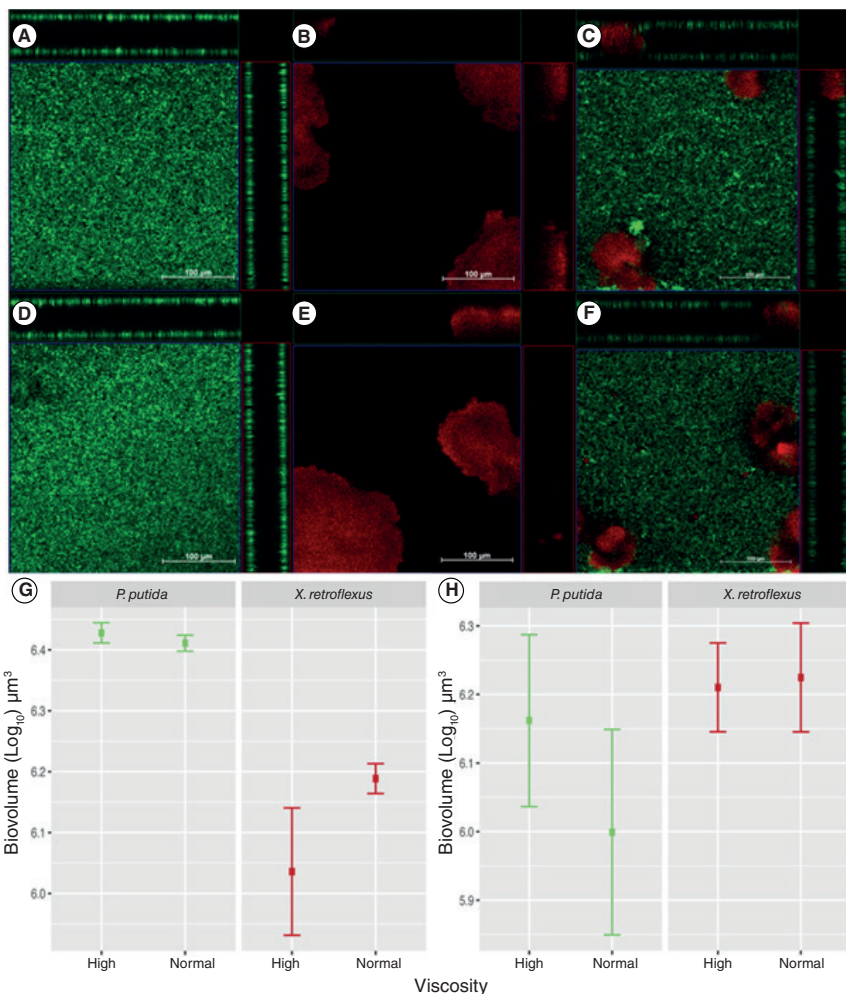 A B C
100 µm 100 µm
D E F
100 µm 100 µm 100 µm
G H
P. putida X. retroflexus P. putida X. retroflexus
Biovolume (Log10) µm³
6.4
6.3
6.2
6.1
6.0
High Normal High Normal
Biovolume (Log10) µm³
6.3
6.2
6.1
6.0
5.9
High Normal High Normal
Viscosity